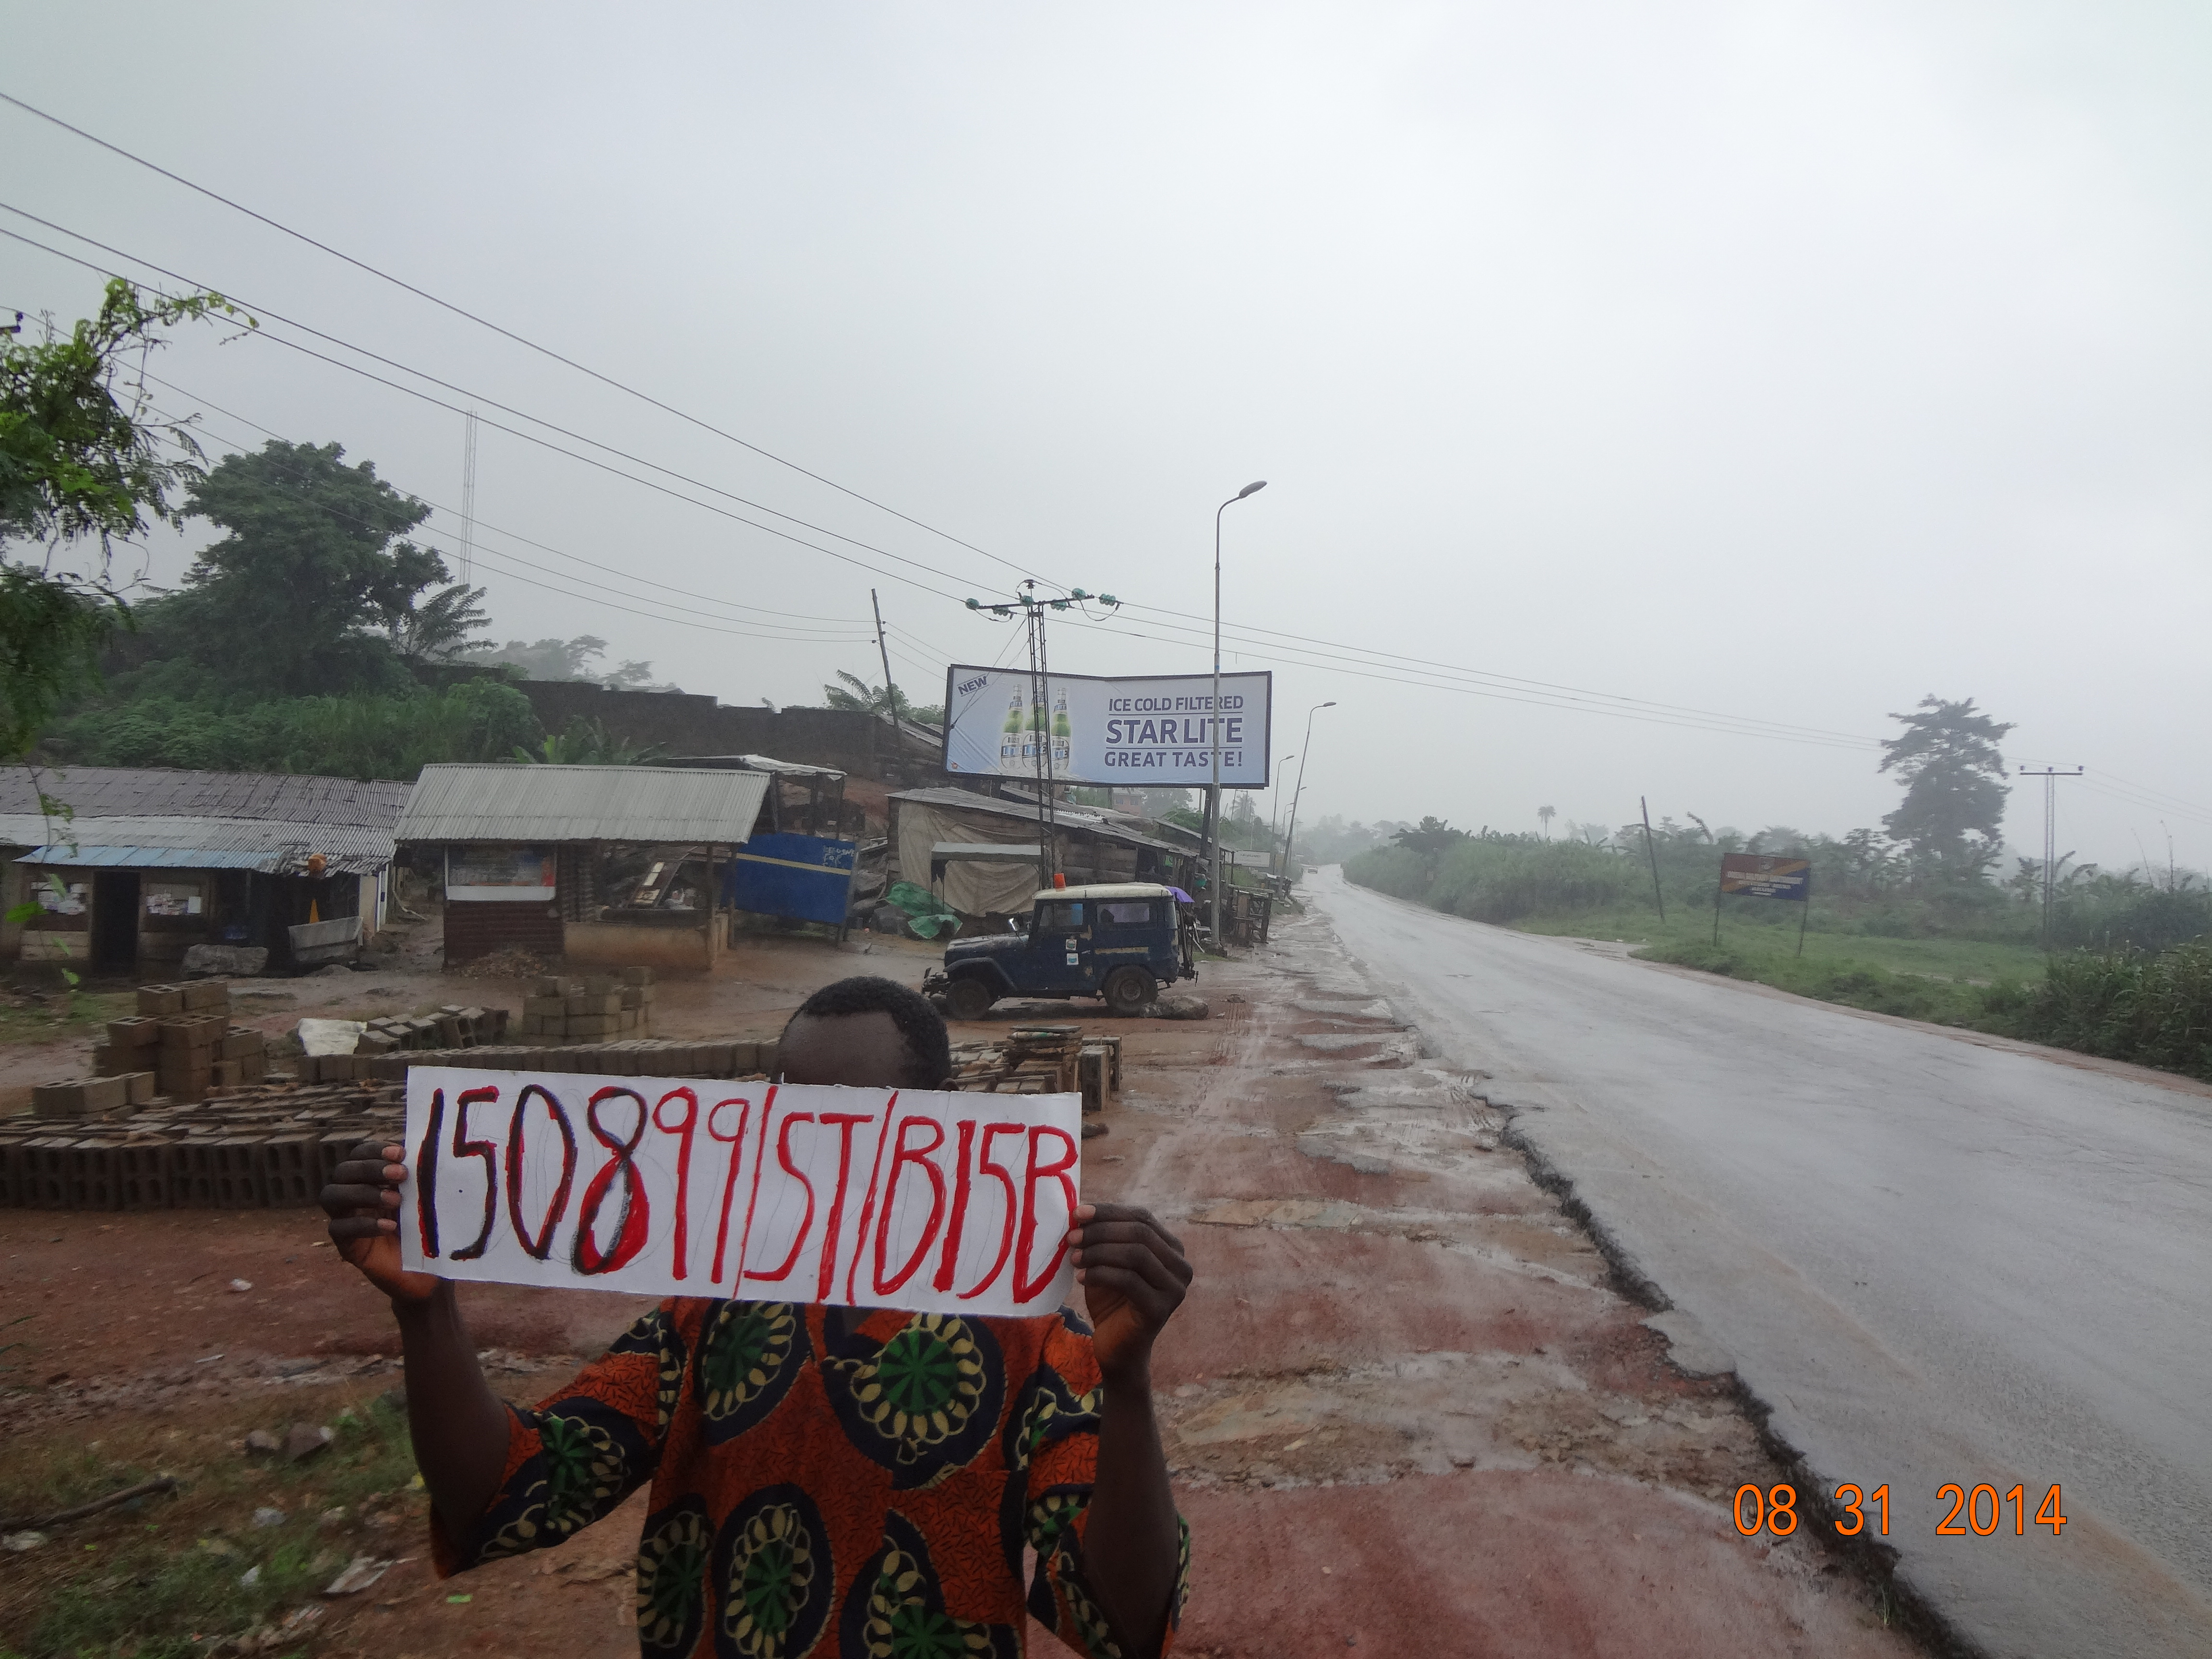 NEW
ICE COLD FILTERED
STAR LITE
GREAT TASTE!
150899/ST/B15B
08 31 2014